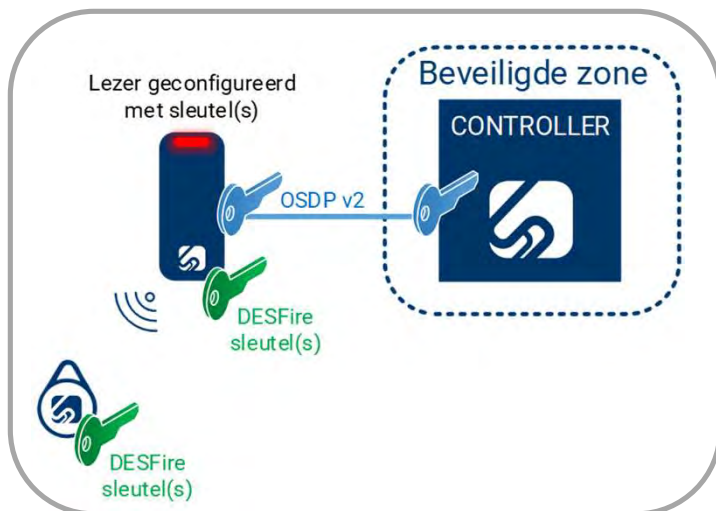 Lezer geconfigureerd
met sleutel(s)
Beveiligde zone
CONTROLLER
OSDP v2
DESFire
sleutel(s)
DESFire
sleutel(s)